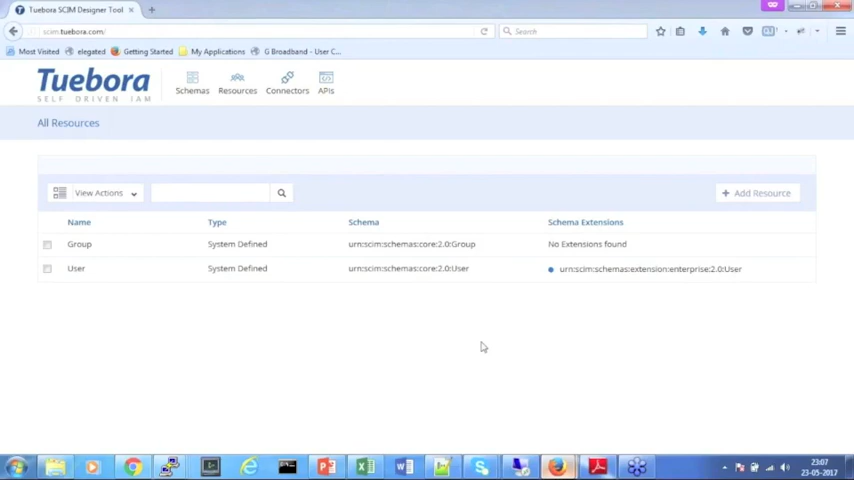 Tuebora SCIM Designer Tool
scim.tuebora.com/
Search
Most Visited elegated Getting Started My Applications G Broadband - User C...
Tuebora
SELF DRIVEN IAM
Schemas Resources Connectors APIs
All Resources
View Actions
+ Add Resource
Name Type Schema Schema Extensions
Group System Defined urn:scim:schemas:core:2.0:Group No Extensions found
User System Defined urn:scim:schemas:core:2.0:User urn:scim:schemas:extension:enterprise:2.0:User
23:07
23-05-2017